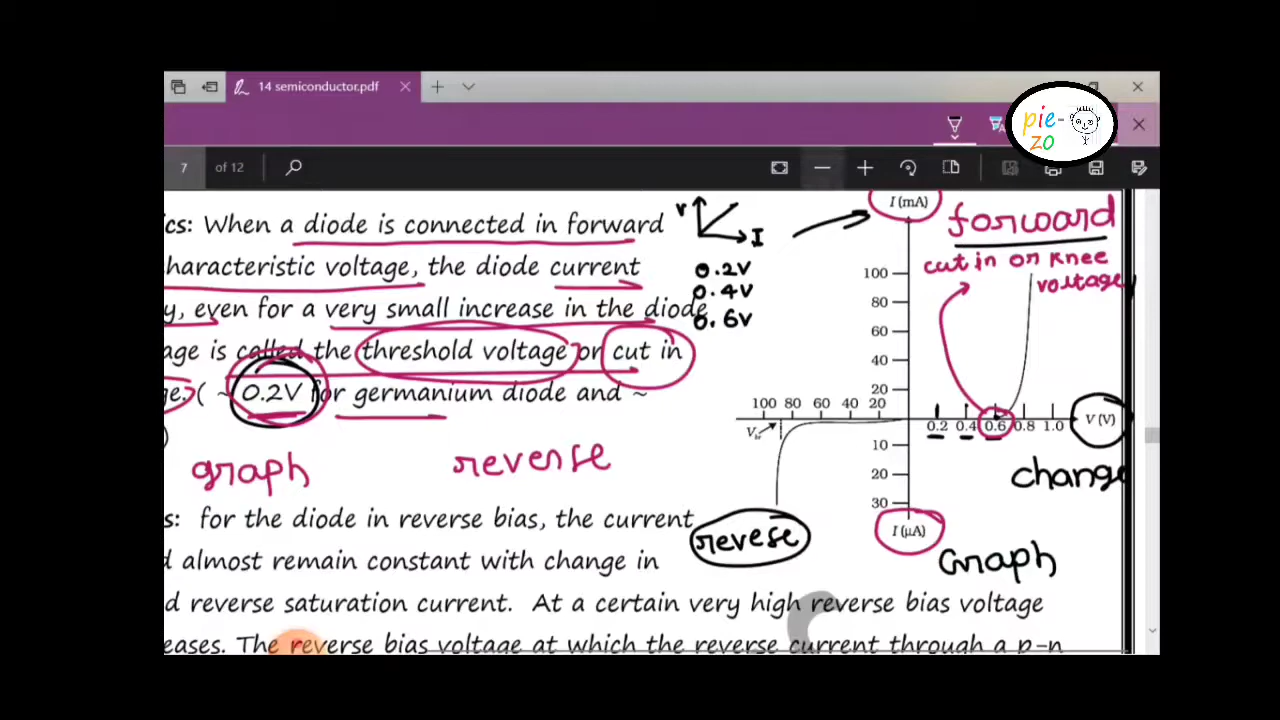 14 semiconductor.pdf
pie-
zo
7 of 12
ics: When a diode is connected in forward
haracteristic voltage, the diode current
y, even for a very small increase in the diode
age is called the threshold voltage or cut in
ge. ( ~ 0.2V for germanium diode and ~
)
graph reverse
s: for the diode in reverse bias, the current
d almost remain constant with change in
d reverse saturation current. At a certain very high reverse bias voltage
eases. The reverse bias voltage at which the reverse current through a p-n
V
I
0.2V
0.4V
0.6V
I (mA)
forward
cut in or knee
voltage
100
80
60
40
20
100 80 60 40 20
0.2 0.4 0.6 0.8 1.0 V (V)
Vbr
10
20
30
I (µA)
change
revese
Graph